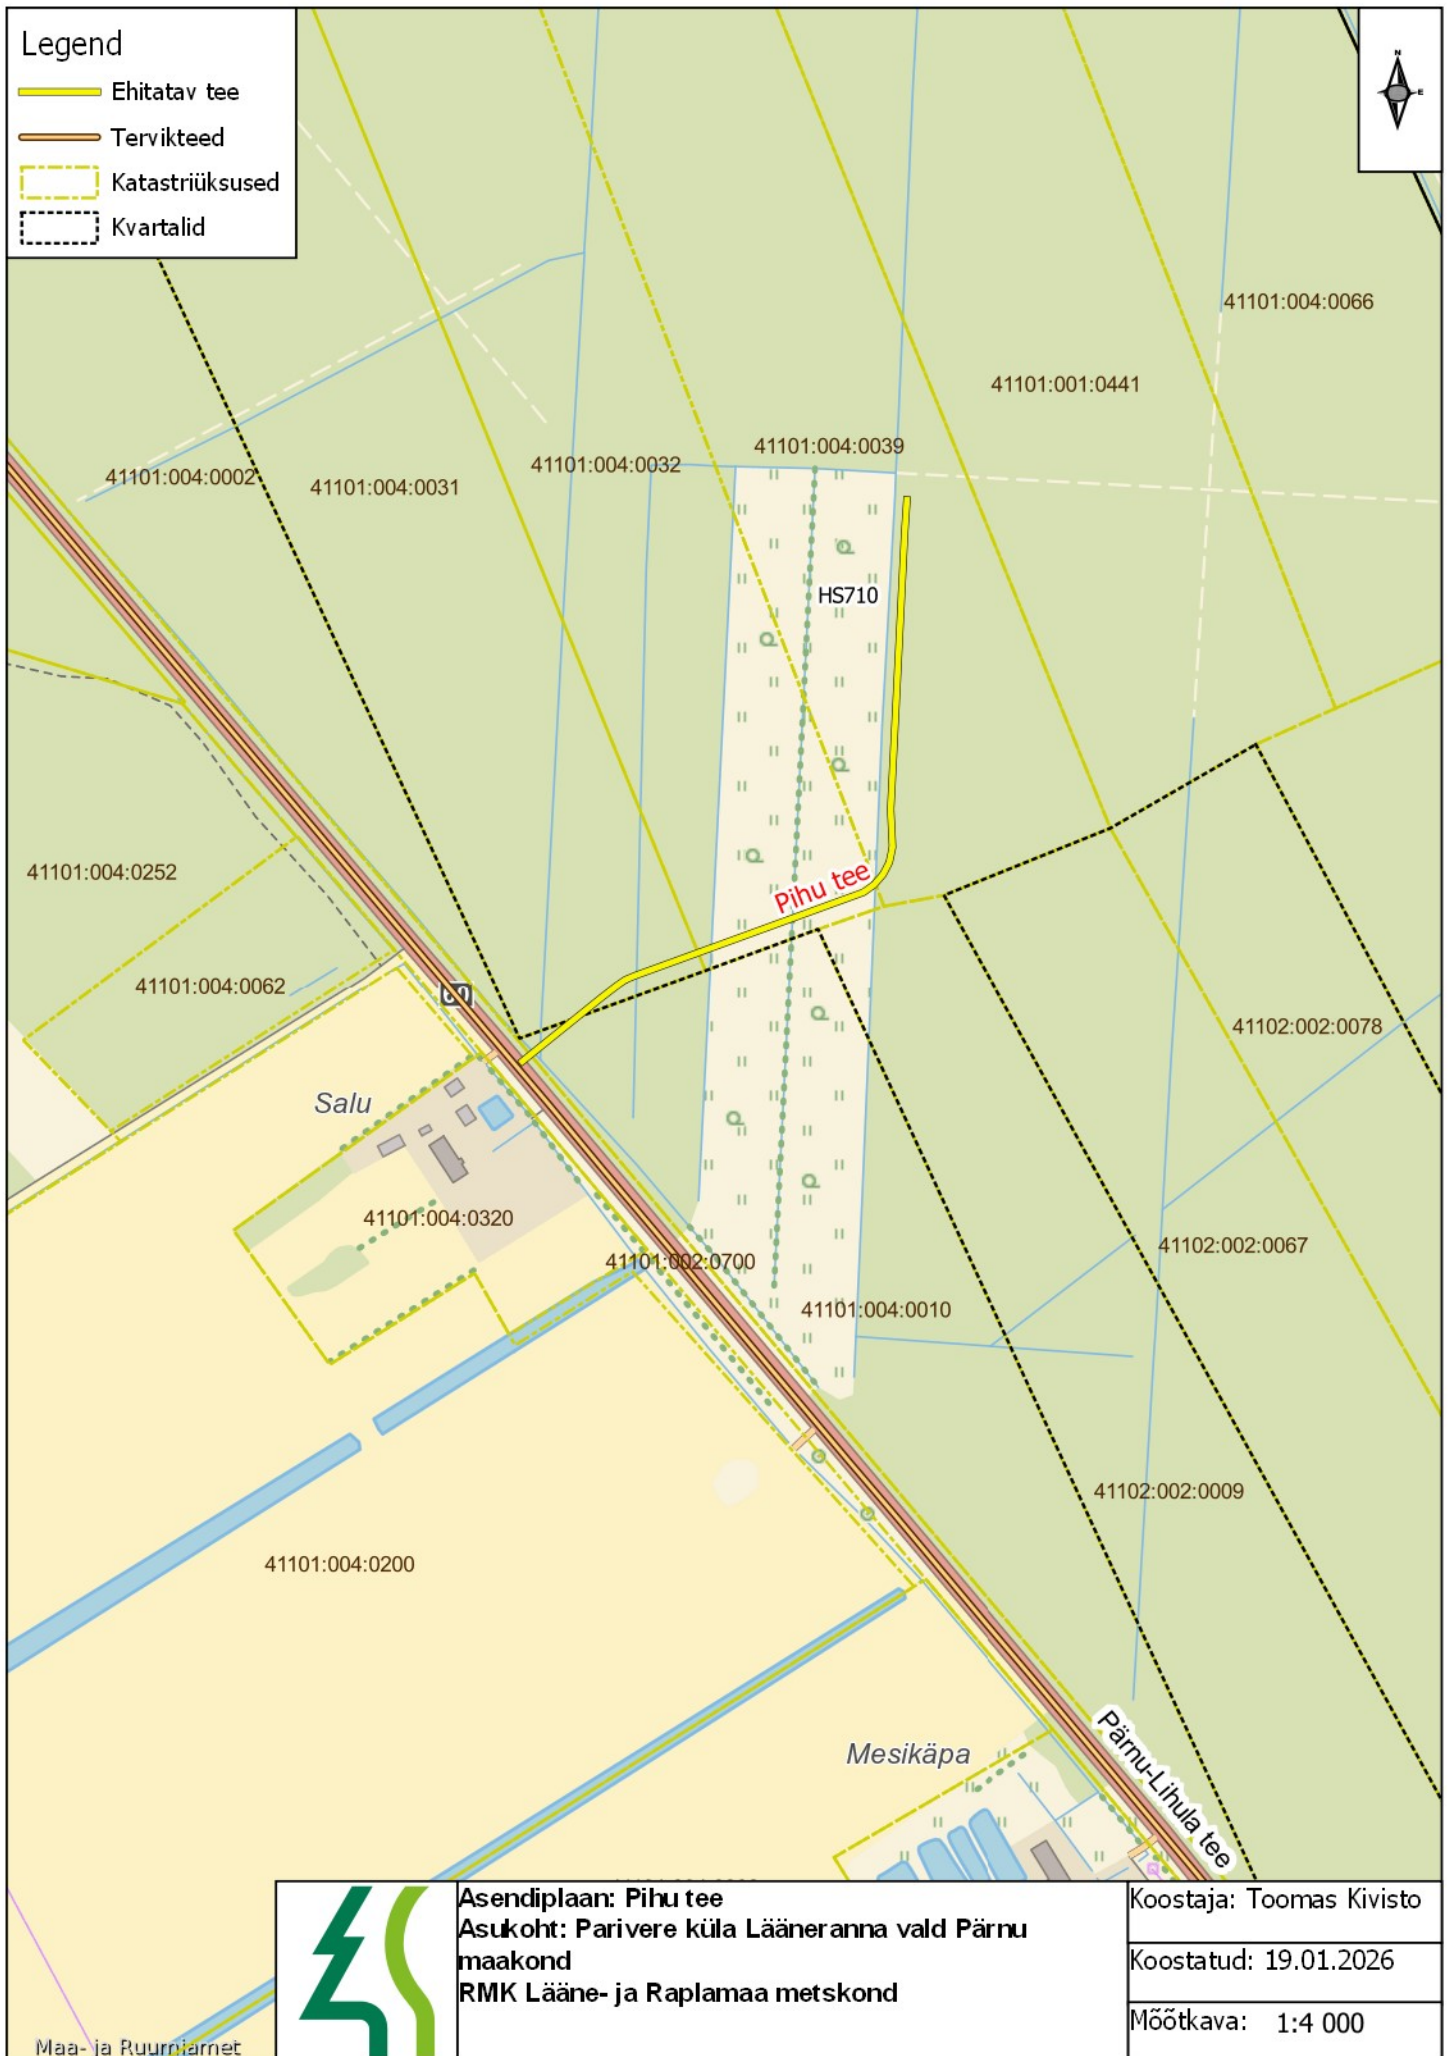 Legend
Ehitatav tee
Tervikteed
Katastriüksused
Kvartalid
N
E
41101:004:0066
41101:001:0441
41101:004:0039
41101:004:0032
41101:004:0002
41101:004:0031
HS710
41101:004:0252
Pihu tee
41101:004:0062
60
41102:002:0078
Salu
41101:004:0320
41102:002:0067
41101:002:0700
41101:004:0010
41102:002:0009
41101:004:0200
Pärnu-Lihula tee
Mesikäpa
Asendiplaan: Pihu tee
Asukoht: Parivere küla Lääneranna vald Pärnu
maakond
RMK Lääne- ja Raplamaa metskond
Koostaja: Toomas Kivisto
Koostatud: 19.01.2026
Mõõtkava: 1:4 000
Maa- ja Ruumiamet